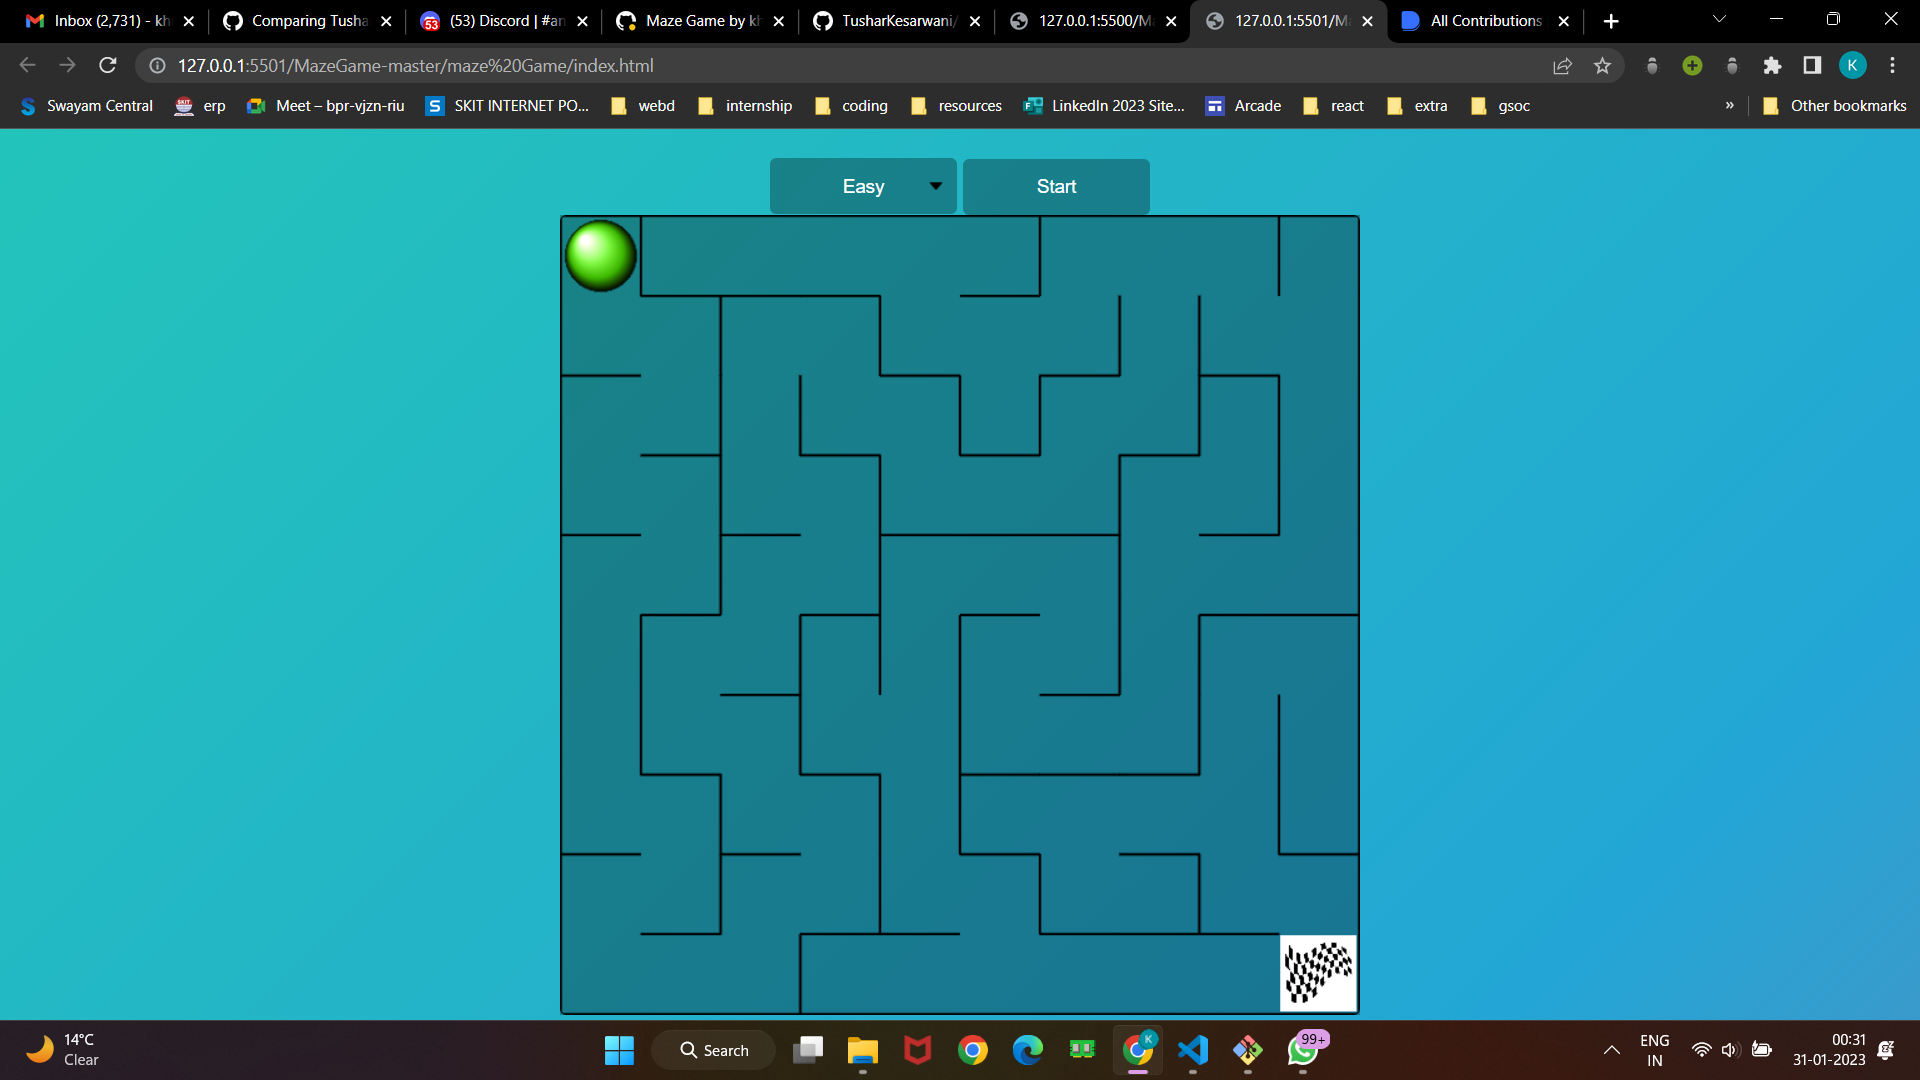 Inbox (2,731) - kh
Comparing Tusha
(53) Discord | #an
Maze Game by kh
TusharKesarwani/
127.0.0.1:5500/M
127.0.0.1:5501/M
All Contributions
127.0.0.1:5501/MazeGame-master/maze%20Game/index.html
K
Swayam Central
erp
Meet – bpr-vjzn-riu
SKIT INTERNET PO...
webd
internship
coding
resources
LinkedIn 2023 Site...
Arcade
react
extra
gsoc
»
Other bookmarks
Easy
Start
14°C
Clear
Search
K
99+
ENG
IN
00:31
31-01-2023